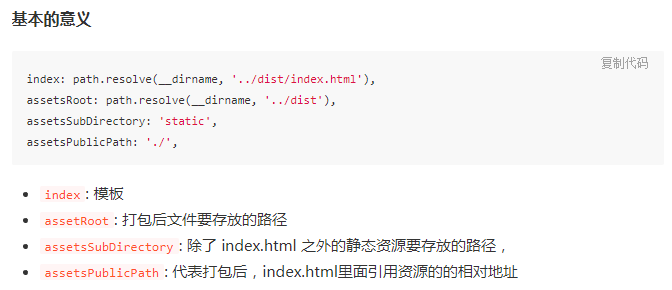 基本的意义
复制代码
index: path.resolve(__dirname, '../dist/index.html'),
assetsRoot: path.resolve(__dirname, '../dist'),
assetsSubDirectory: 'static',
assetsPublicPath: './',
index : 模板
assetRoot : 打包后文件要存放的路径
assetsSubDirectory : 除了 index.html 之外的静态资源要存放的路径，
assetsPublicPath : 代表打包后，index.html里面引用资源的的相对地址